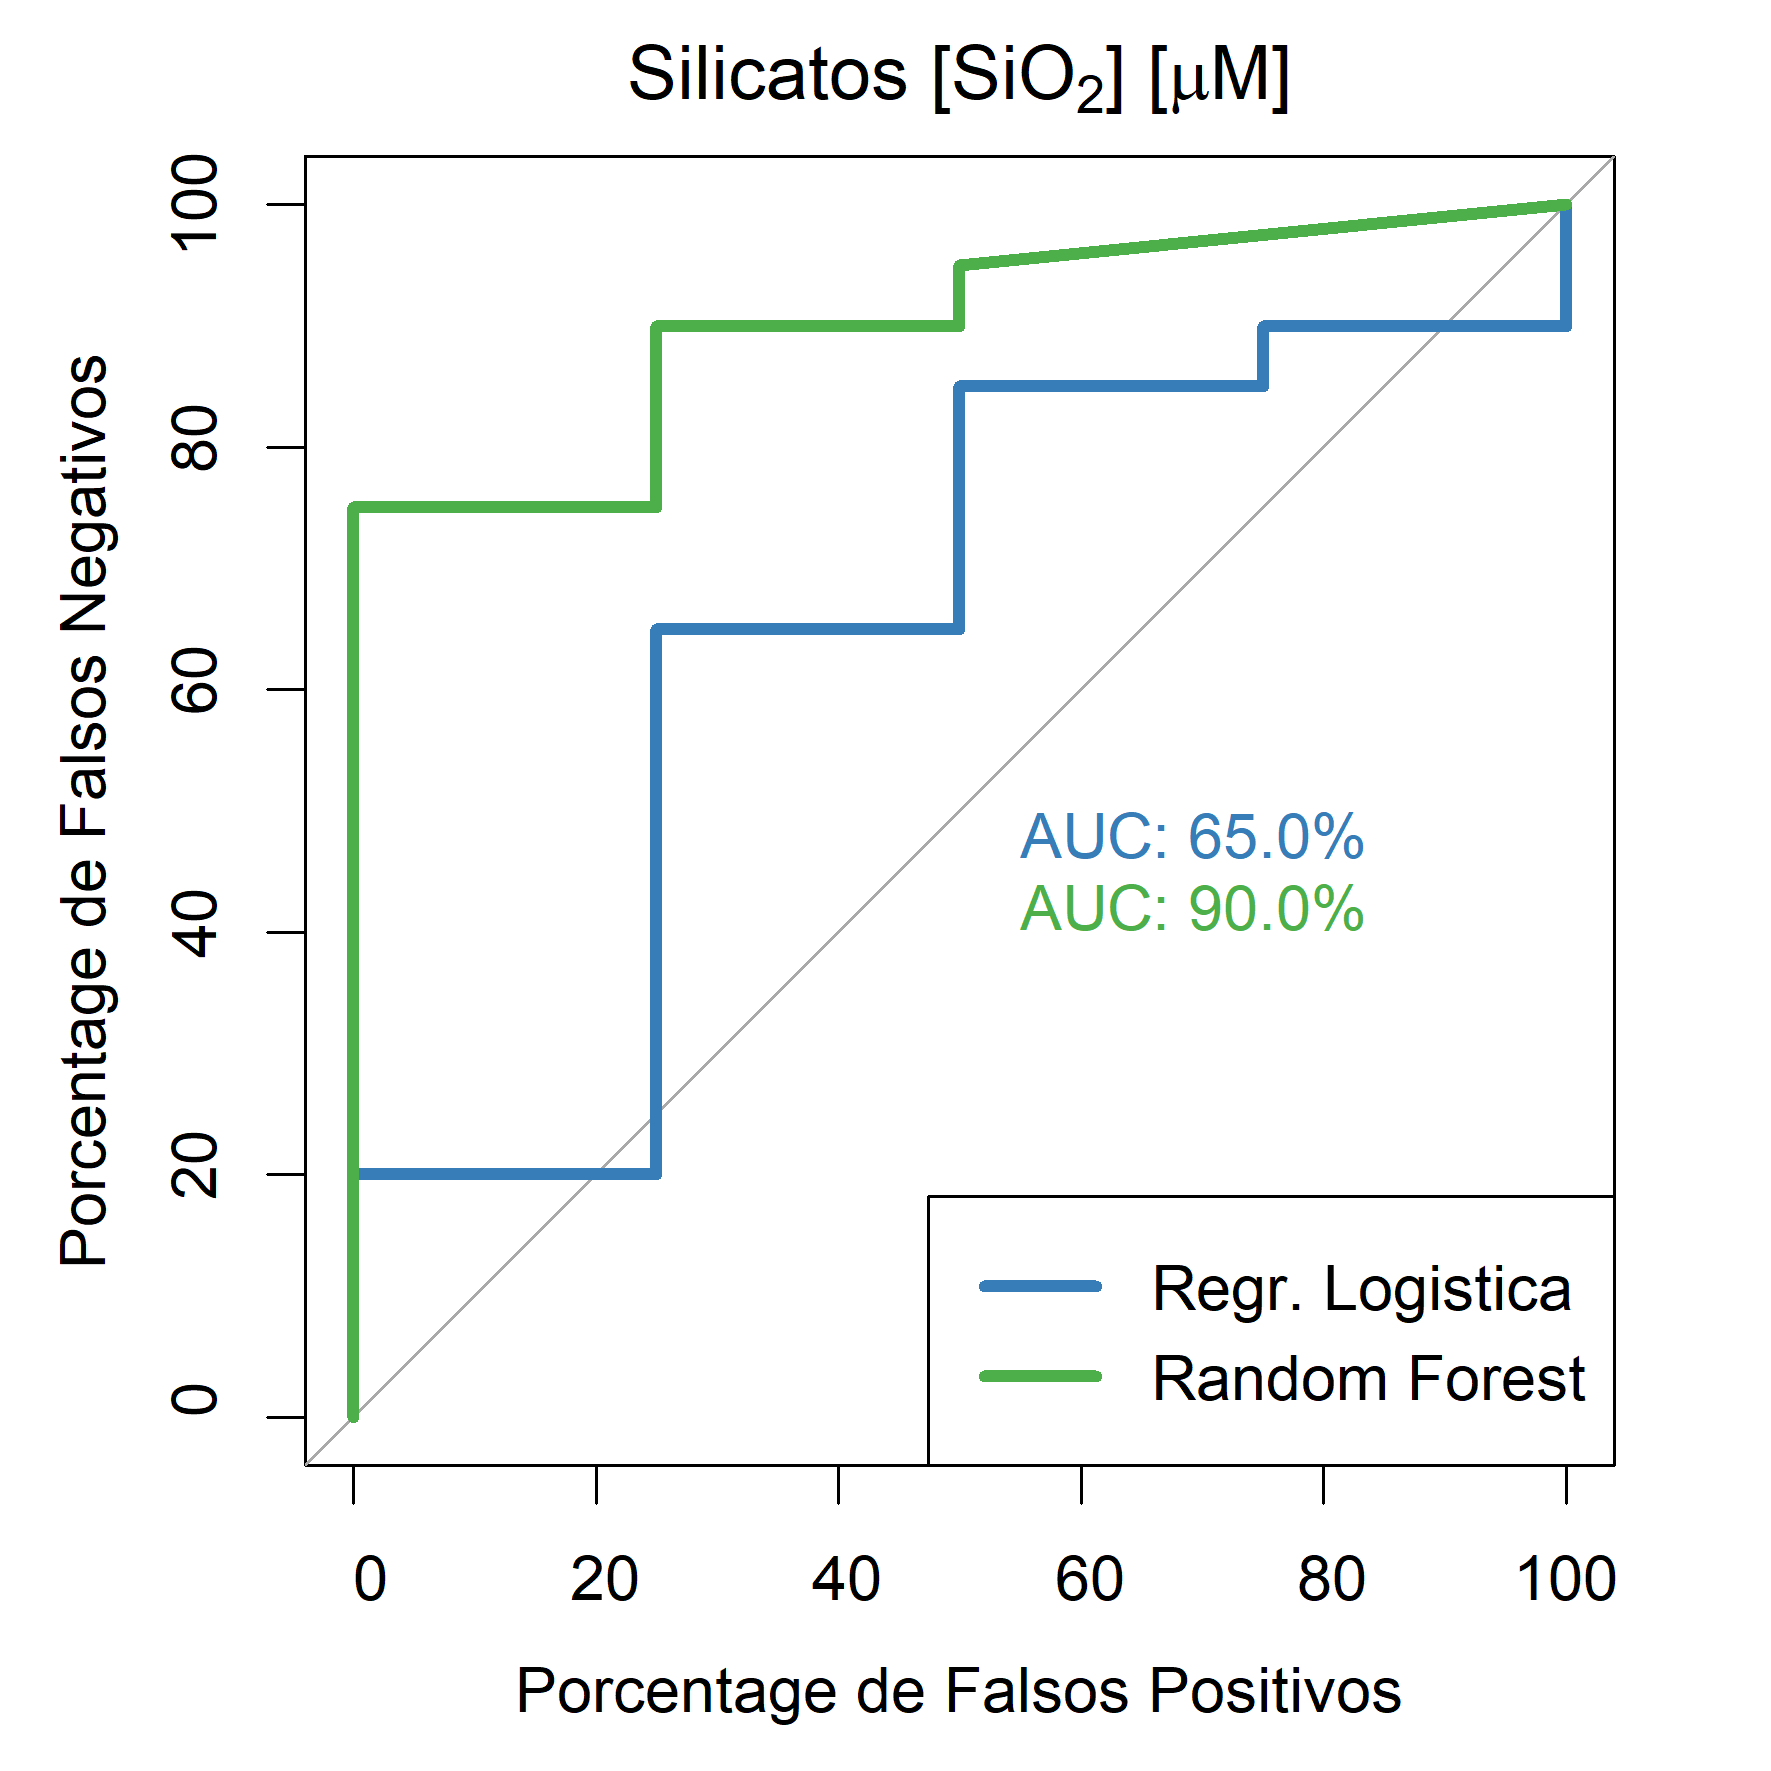 Silicatos [SiO₂] [μM]
Porcentage de Falsos Negativos
100
80
60
40
20
0
AUC: 65.0%
AUC: 90.0%
Regr. Logistica
Random Forest
0 20 40 60 80 100
Porcentage de Falsos Positivos